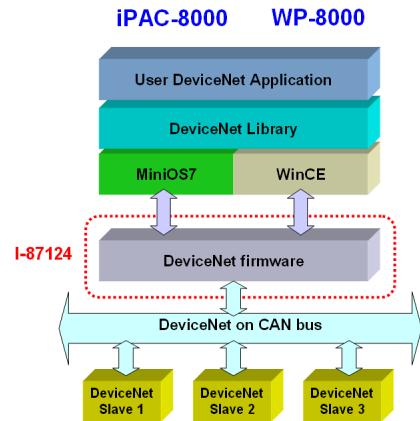 iPAC-8000 WP-8000
User DeviceNet Application
DeviceNet Library
MiniOS7 WinCE
I-87124
DeviceNet firmware
DeviceNet on CAN bus
DeviceNet Slave 1
DeviceNet Slave 2
DeviceNet Slave 3